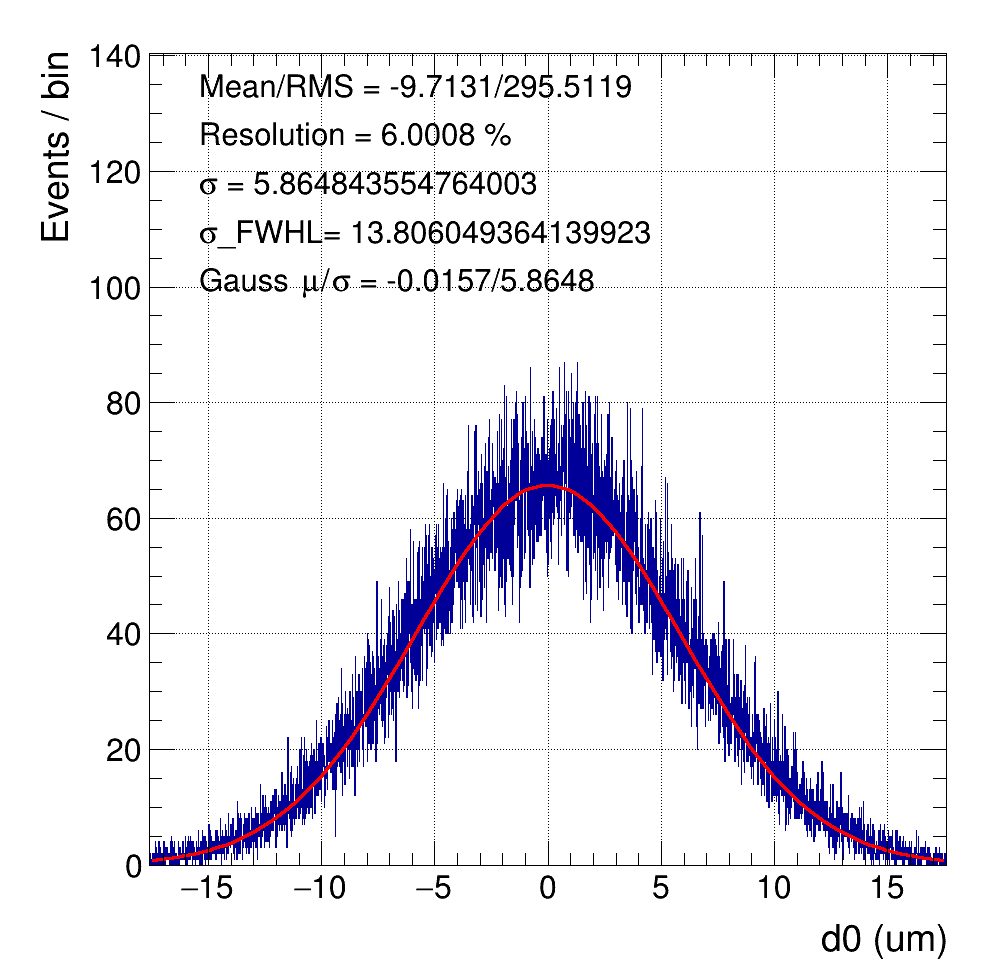 Events / bin
140
120
100
80
60
40
20
0
Mean/RMS = -9.7131/295.5119
Resolution = 6.0008 %
σ = 5.864843554764003
σ_FWHL= 13.806049364139923
Gauss μ/σ = -0.0157/5.8648
−15 −10 −5 0 5 10 15
d0 (um)